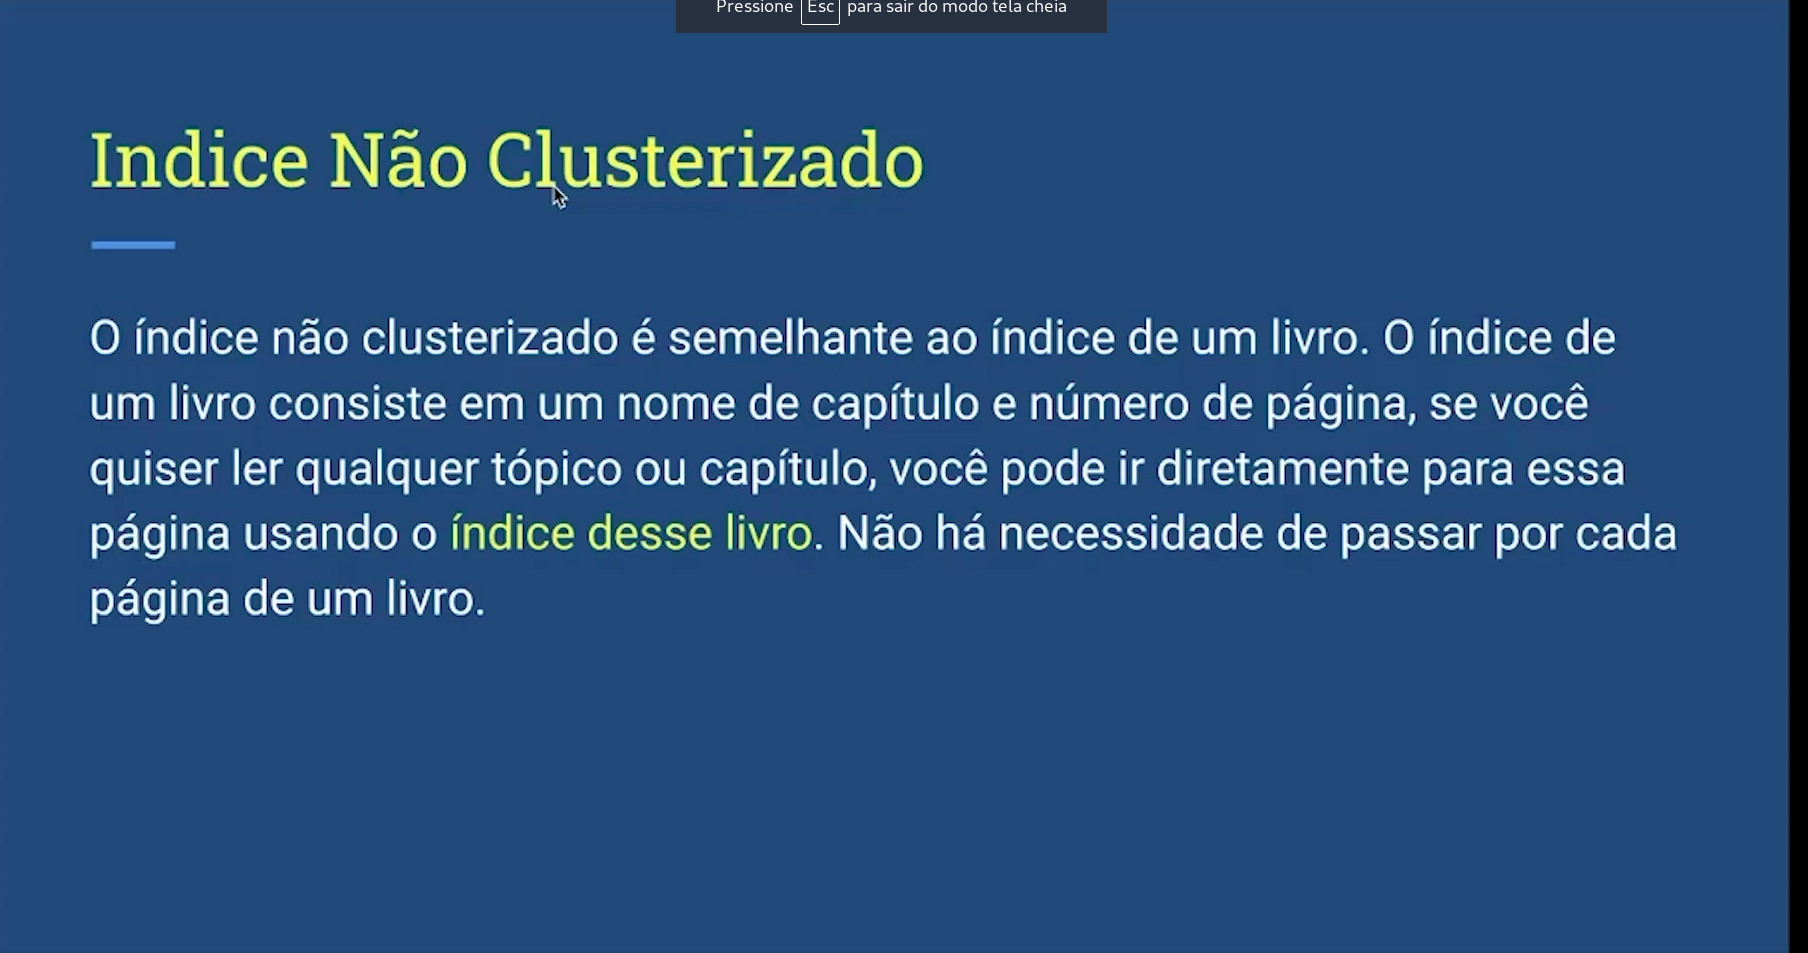 Pressione Esc para sair do modo tela cheia
Indice Não Clusterizado
O índice não clusterizado é semelhante ao índice de um livro. O índice de
um livro consiste em um nome de capítulo e número de página, se você
quiser ler qualquer tópico ou capítulo, você pode ir diretamente para essa
página usando o índice desse livro. Não há necessidade de passar por cada
página de um livro.